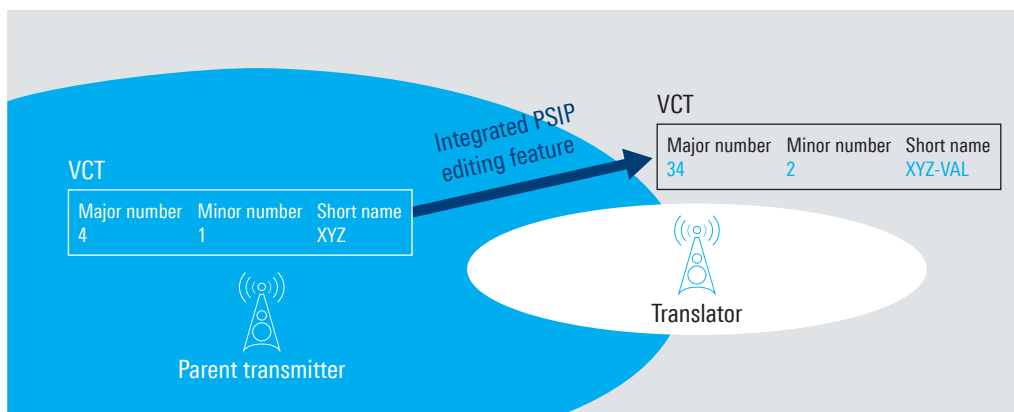 VCT
Major number Minor number Short name
4 1 XYZ
Parent transmitter
Integrated PSIP
editing feature
VCT
Major number Minor number Short name
34 2 XYZ-VAL
Translator